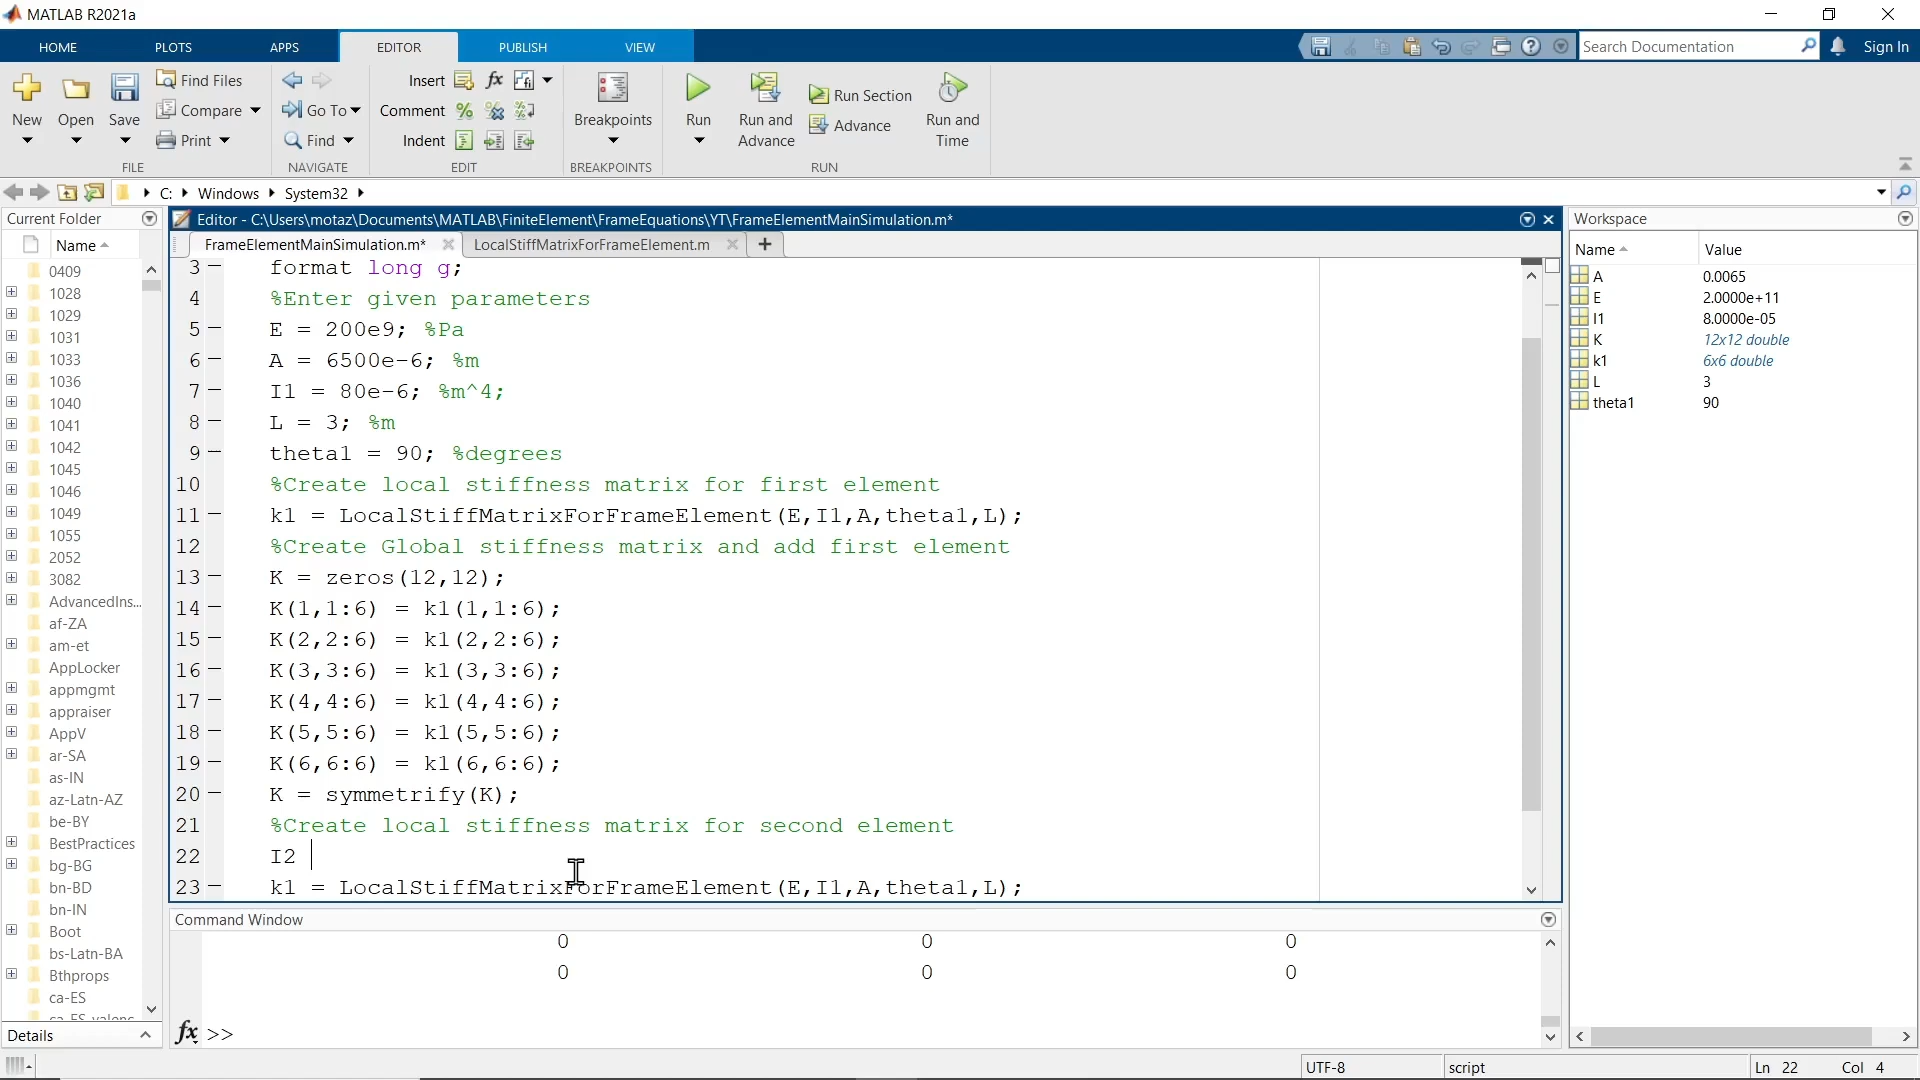 MATLAB R2021a
HOME PLOTS APPS EDITOR PUBLISH VIEW
Search Documentation
Sign In
New
Open
Save
Find Files
Compare
Print
FILE
Go To
Find
NAVIGATE
Insert
Comment
Indent
EDIT
Breakpoints
BREAKPOINTS
Run
Run and Advance
Run Section
Advance
Run and Time
RUN
C: Windows System32
Current Folder
Name
0409
1028
1029
1031
1033
1036
1040
1041
1042
1045
1046
1049
1055
2052
3082
AdvancedIns...
af-ZA
am-et
AppLocker
appmgmt
appraiser
AppV
ar-SA
as-IN
az-Latn-AZ
be-BY
BestPractices
bg-BG
bn-BD
bn-IN
Boot
bs-Latn-BA
Bthprops
ca-ES
ca-ES-valenc
Details
Editor - C:\Users\motaz\Documents\MATLAB\FiniteElement\FrameEquations\YT\FrameElementMainSimulation.m*
FrameElementMainSimulation.m* LocalStiffMatrixForFrameElement.m
3 format long g;
4 %Enter given parameters
5 E = 200e9; %Pa
6 A = 6500e-6; %m
7 I1 = 80e-6; %m^4;
8 L = 3; %m
9 theta1 = 90; %degrees
10 %Create local stiffness matrix for first element
11 k1 = LocalStiffMatrixForFrameElement(E,I1,A,theta1,L);
12 %Create Global stiffness matrix and add first element
13 K = zeros(12,12);
14 K(1,1:6) = k1(1,1:6);
15 K(2,2:6) = k1(2,2:6);
16 K(3,3:6) = k1(3,3:6);
17 K(4,4:6) = k1(4,4:6);
18 K(5,5:6) = k1(5,5:6);
19 K(6,6:6) = k1(6,6:6);
20 K = symmetrify(K);
21 %Create local stiffness matrix for second element
22 I2
23 k1 = LocalStiffMatrixForFrameElement(E,I1,A,theta1,L);
Command Window
0 0 0
0 0 0
fx >>
Workspace
Name Value
A 0.0065
E 2.0000e+11
I1 8.0000e-05
K 12x12 double
k1 6x6 double
L 3
theta1 90
UTF-8 script Ln 22 Col 4